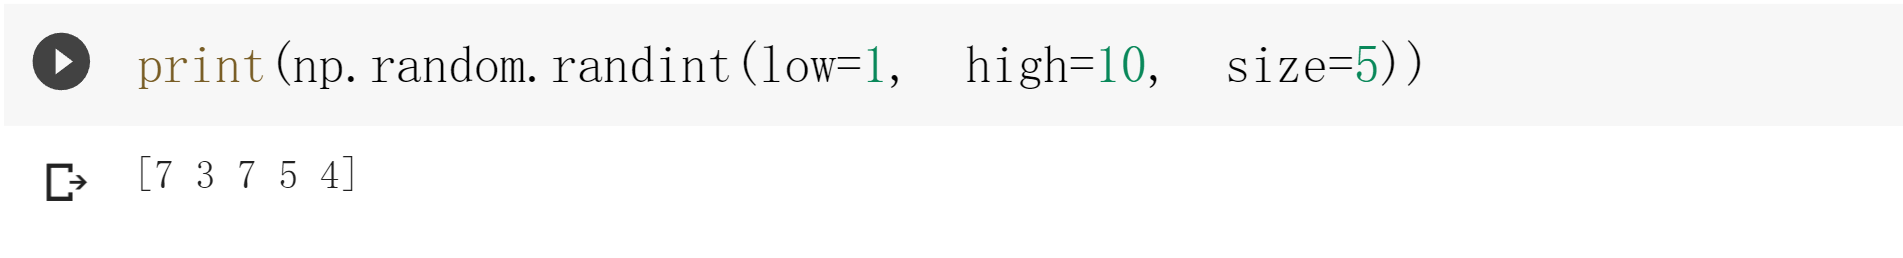 print(np.random.randint(low=1, high=10, size=5))
[7 3 7 5 4]